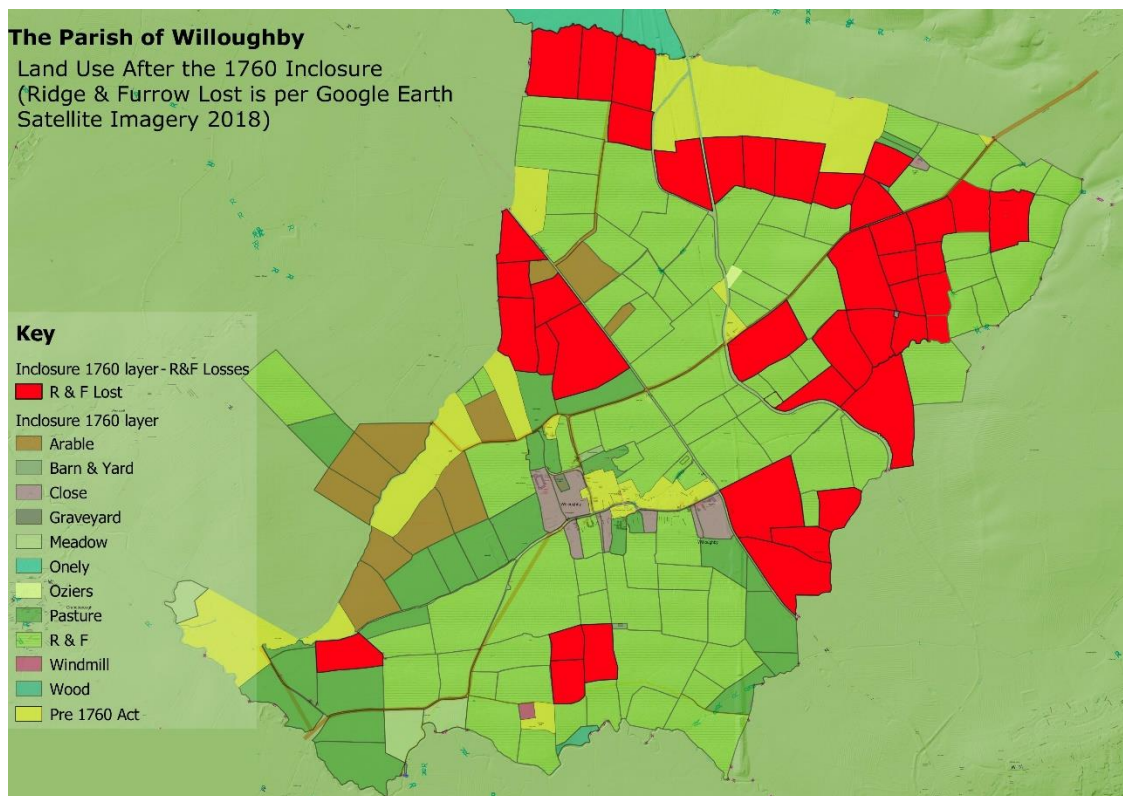 The Parish of Willoughby
Land Use After the 1760 Inclosure
(Ridge & Furrow Lost is per Google Earth
Satellite Imagery 2018)
Key
Inclosure 1760 layer - R&F Losses
R & F Lost
Inclosure 1760 layer
Arable
Barn & Yard
Close
Graveyard
Meadow
Onely
Oziers
Pasture
R & F
Windmill
Wood
Pre 1760 Act
Willoughby
Willoughby